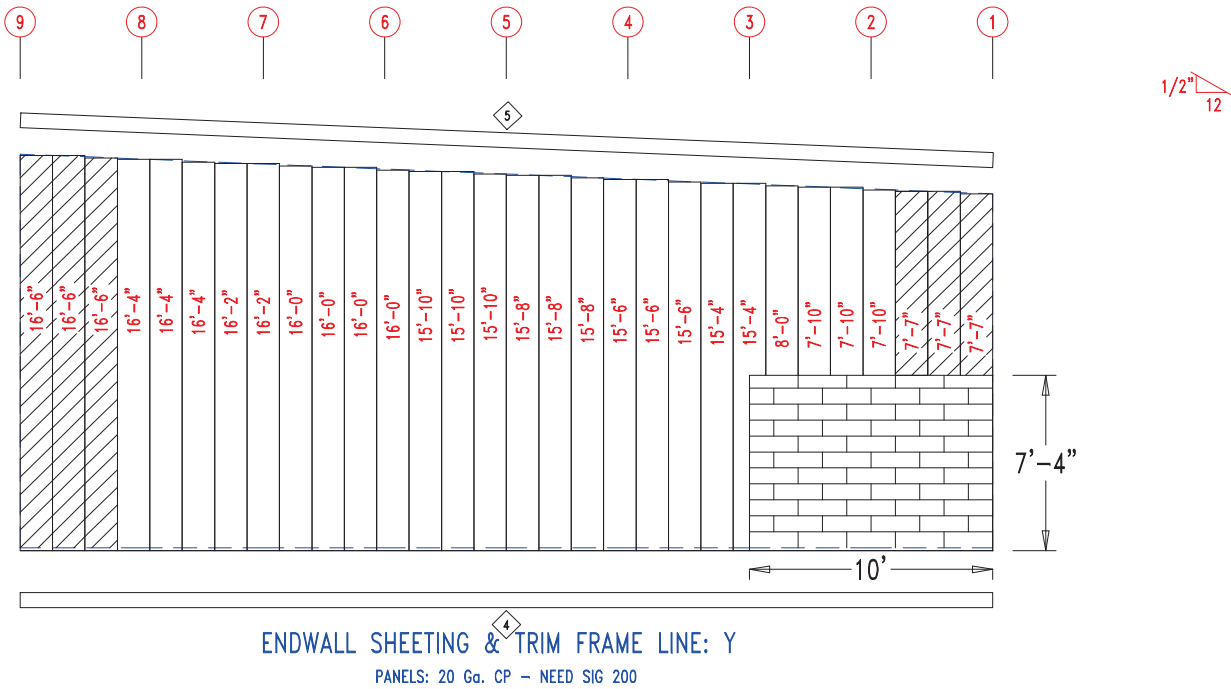 9 8 7 6 5 4 3 2 1
1/2"
12
5
16'-6" 16'-6" 16'-6" 16'-4" 16'-4" 16'-4" 16'-2" 16'-2" 16'-0" 16'-0" 16'-0" 16'-0" 15'-10" 15'-10" 15'-10" 15'-8" 15'-8" 15'-8" 15'-6" 15'-6" 15'-6" 15'-4" 15'-4" 8'-0" 7'-10" 7'-10" 7'-10" 7'-7" 7'-7" 7'-7"
7'-4"
10'
4
ENDWALL SHEETING & TRIM FRAME LINE: Y
PANELS: 20 Ga. CP - NEED SIG 200